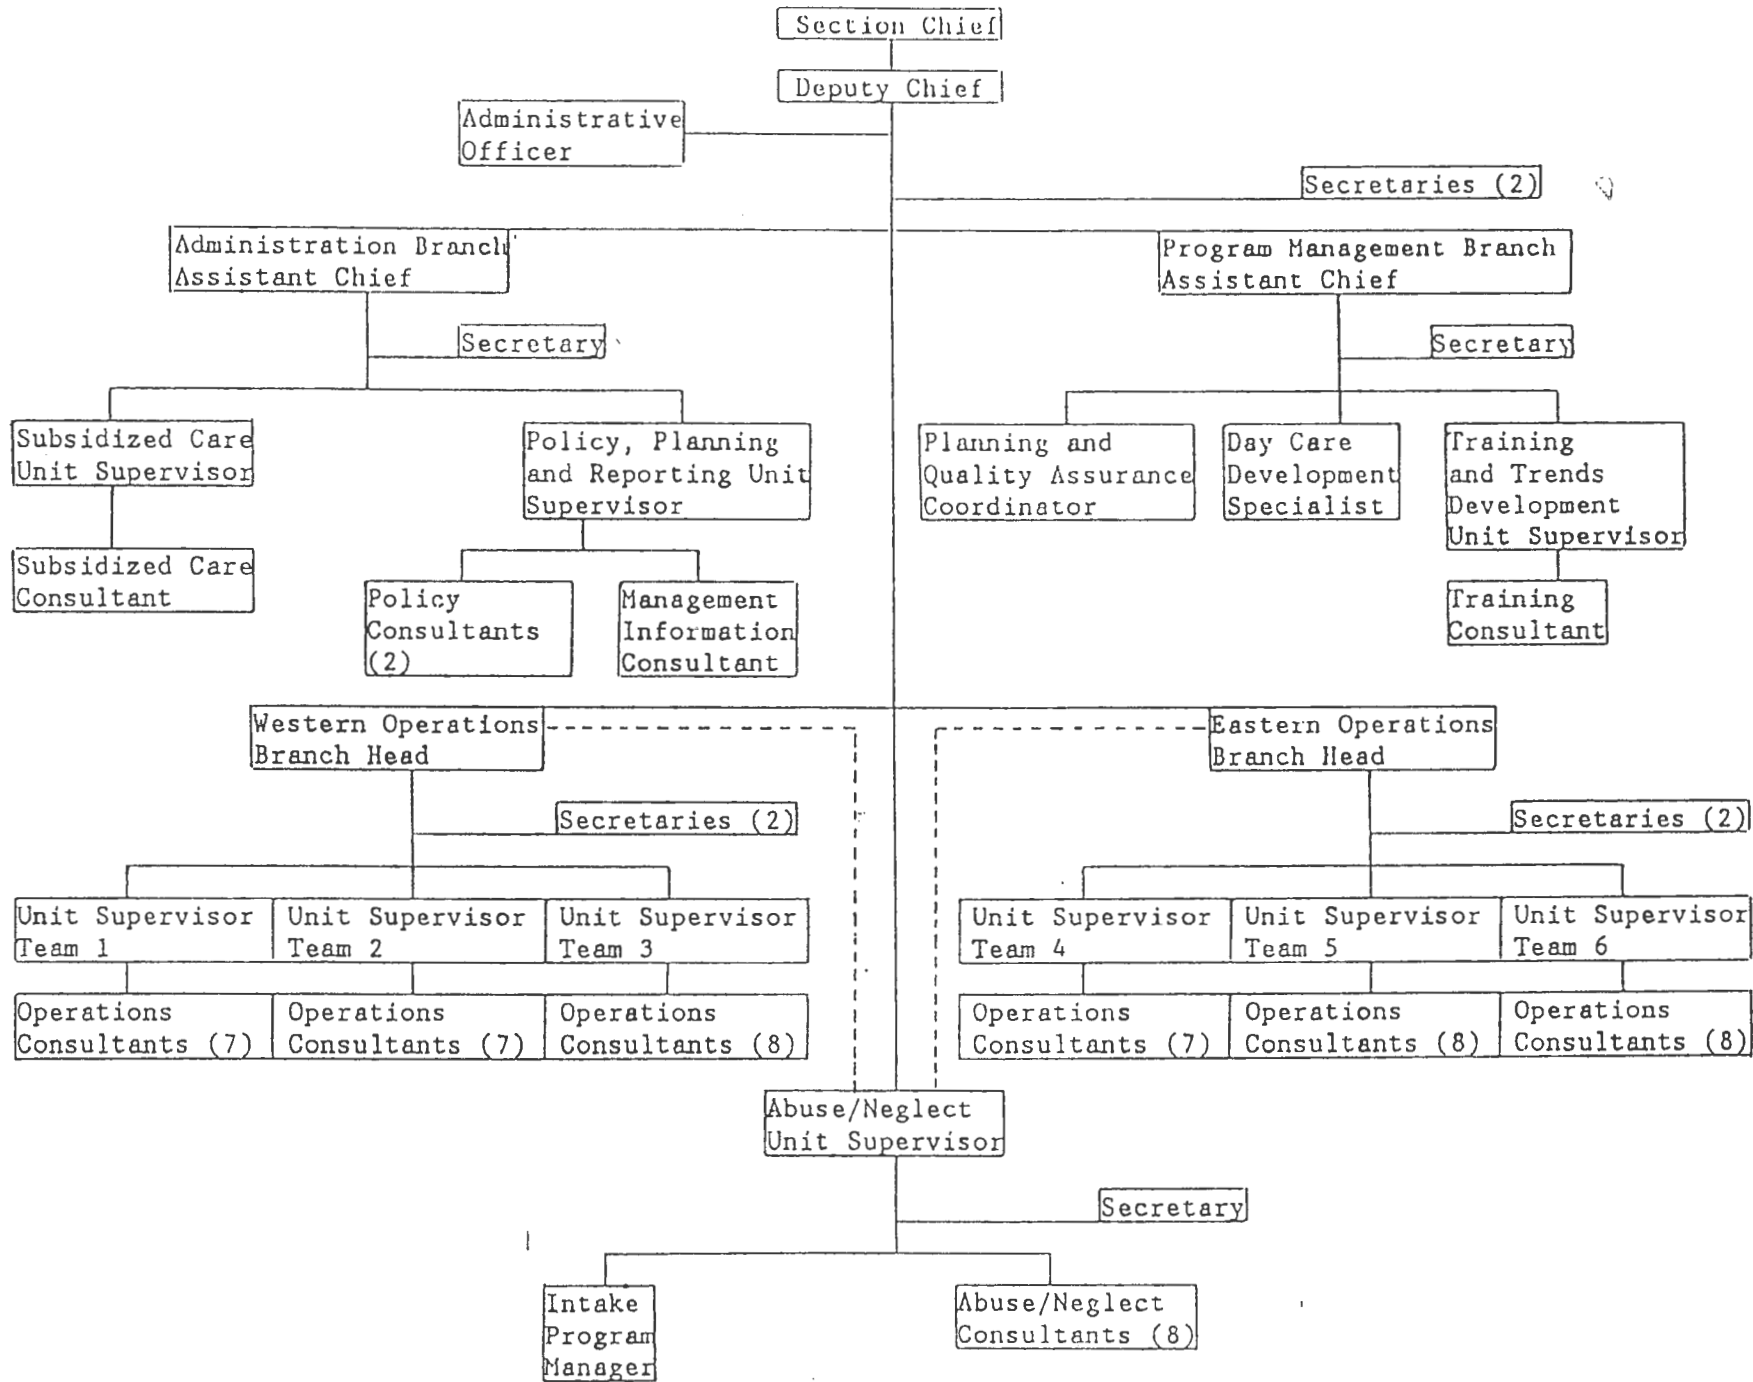 Section Chief
Deputy Chief
Administrative
Officer
Secretaries (2)
Administration Branch
Assistant Chief
Program Management Branch
Assistant Chief
Secretary
Secretary
Subsidized Care
Unit Supervisor
Policy, Planning
and Reporting Unit
Supervisor
Planning and
Quality Assurance
Coordinator
Day Care
Development
Specialist
Training
and Trends
Development
Unit Supervisor
Subsidized Care
Consultant
Policy
Consultants
(2)
Management
Information
Consultant
Training
Consultant
Western Operations
Branch Head
Eastern Operations
Branch Head
Secretaries (2)
Secretaries (2)
Unit Supervisor
Team 1
Unit Supervisor
Team 2
Unit Supervisor
Team 3
Unit Supervisor
Team 4
Unit Supervisor
Team 5
Unit Supervisor
Team 6
Operations
Consultants (7)
Operations
Consultants (7)
Operations
Consultants (8)
Operations
Consultants (7)
Operations
Consultants (8)
Operations
Consultants (8)
Abuse/Neglect
Unit Supervisor
Secretary
Intake
Program
Manager
Abuse/Neglect
Consultants (8)